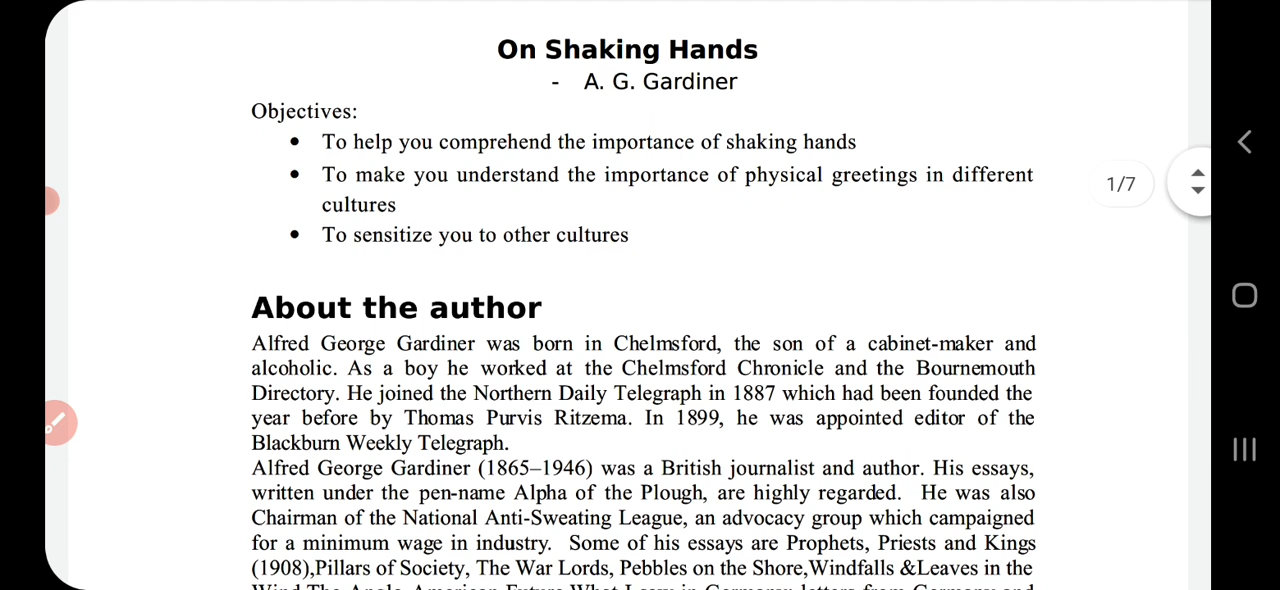 On Shaking Hands
- A. G. Gardiner
Objectives:
• To help you comprehend the importance of shaking hands
• To make you understand the importance of physical greetings in different
cultures
• To sensitize you to other cultures
1/7
About the author
Alfred George Gardiner was born in Chelmsford, the son of a cabinet-maker and
alcoholic. As a boy he worked at the Chelmsford Chronicle and the Bournemouth
Directory. He joined the Northern Daily Telegraph in 1887 which had been founded the
year before by Thomas Purvis Ritzema. In 1899, he was appointed editor of the
Blackburn Weekly Telegraph.
Alfred George Gardiner (1865–1946) was a British journalist and author. His essays,
written under the pen-name Alpha of the Plough, are highly regarded. He was also
Chairman of the National Anti-Sweating League, an advocacy group which campaigned
for a minimum wage in industry. Some of his essays are Prophets, Priests and Kings
(1908),Pillars of Society, The War Lords, Pebbles on the Shore,Windfalls &Leaves in the